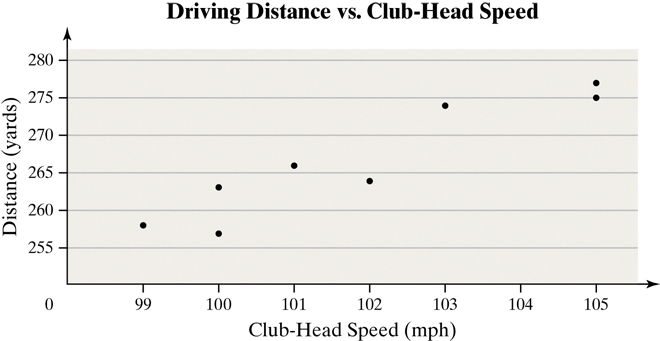 Driving Distance vs. Club-Head Speed
Distance (yards)
280
275
270
265
260
255
0
99 100 101 102 103 104 105
Club-Head Speed (mph)